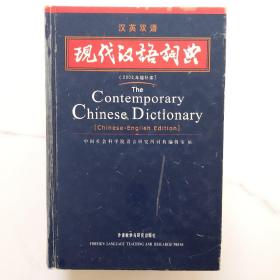 汉英双语
现代汉语词典
(2002年增补本)
The
Contemporary
Chinese Dictionary
[Chinese-English Edition]
中国社会科学院语言研究所词典编辑室 编
外语教学与研究出版社
FOREIGN LANGUAGE TEACHING AND RESEARCH PRESS